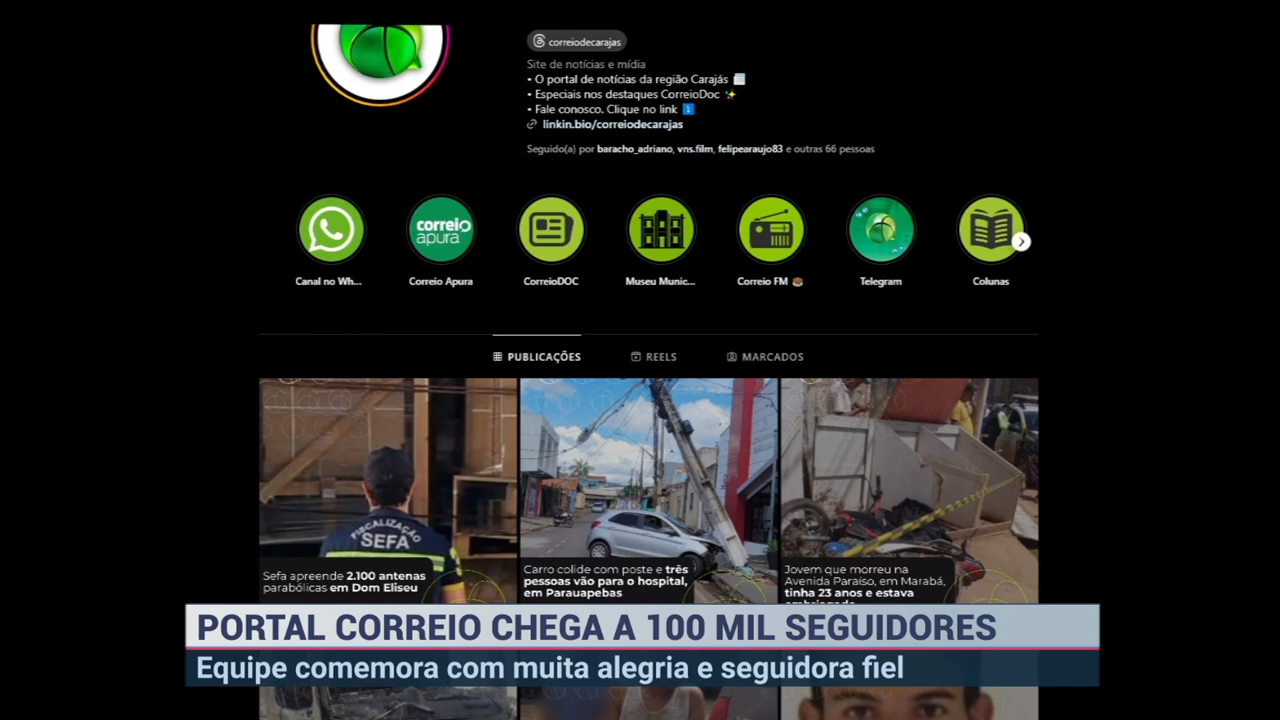 correiodecarajas
Site de notícias e mídia
• O portal de notícias da região Carajás
• Especiais nos destaques CorreioDoc ✨
• Fale conosco. Clique no link
linkin.bio/correiodecarajas
Seguido(a) por baracho_adriano, vns.film, felipearaujo83 e outras 66 pessoas
correio
apura
Canal no Wh...
Correio Apura
CorreioDOC
Museu Munic...
Correio FM
Telegram
Colunas
PUBLICAÇÕES
REELS
MARCADOS
FISCALIZAÇÃO
SEFA
Sefa apreende 2.100 antenas
parabólicas em Dom Eliseu
Carro colide com poste e três
pessoas vão para o hospital,
em Parauapebas
Jovem que morreu na
Avenida Paraíso, em Marabá,
tinha 23 anos e estava
embriagado
PORTAL CORREIO CHEGA A 100 MIL SEGUIDORES
Equipe comemora com muita alegria e seguidora fiel